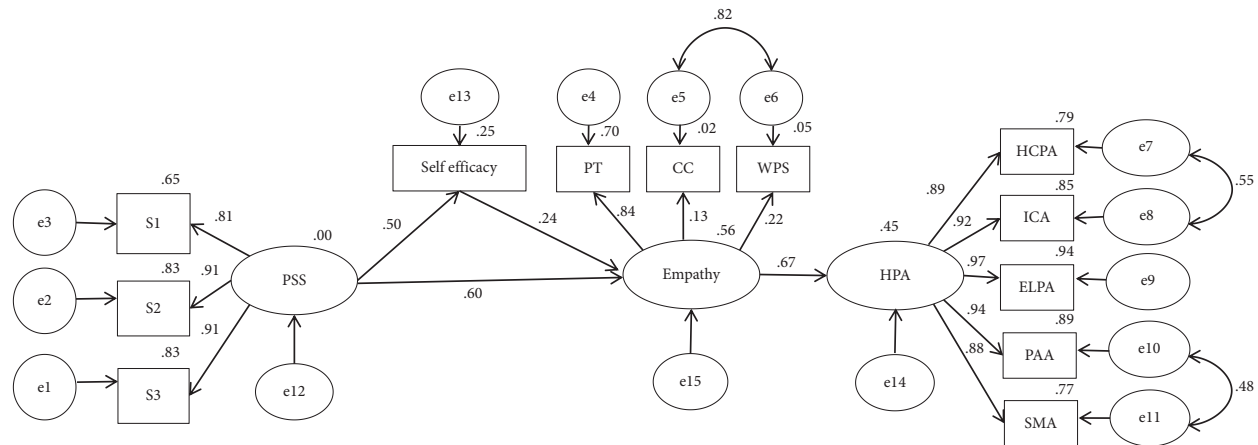 .82
e13
e4
e5
e6
.25
.70
.02
.05
.79
Self efficacy
PT
CC
WPS
HCPA
e7
.55
.65
.89
.85
e3
S1
.81
.50
.24
.84
.13
.22
.92
ICA
e8
.00
.56
.45
.83
.91
PSS
Empathy
.67
HPA
.97
.94
e2
S2
.60
ELPA
e9
.91
.94
.89
.83
.88
PAA
e10
e1
S3
e12
e15
e14
.77
.48
SMA
e11